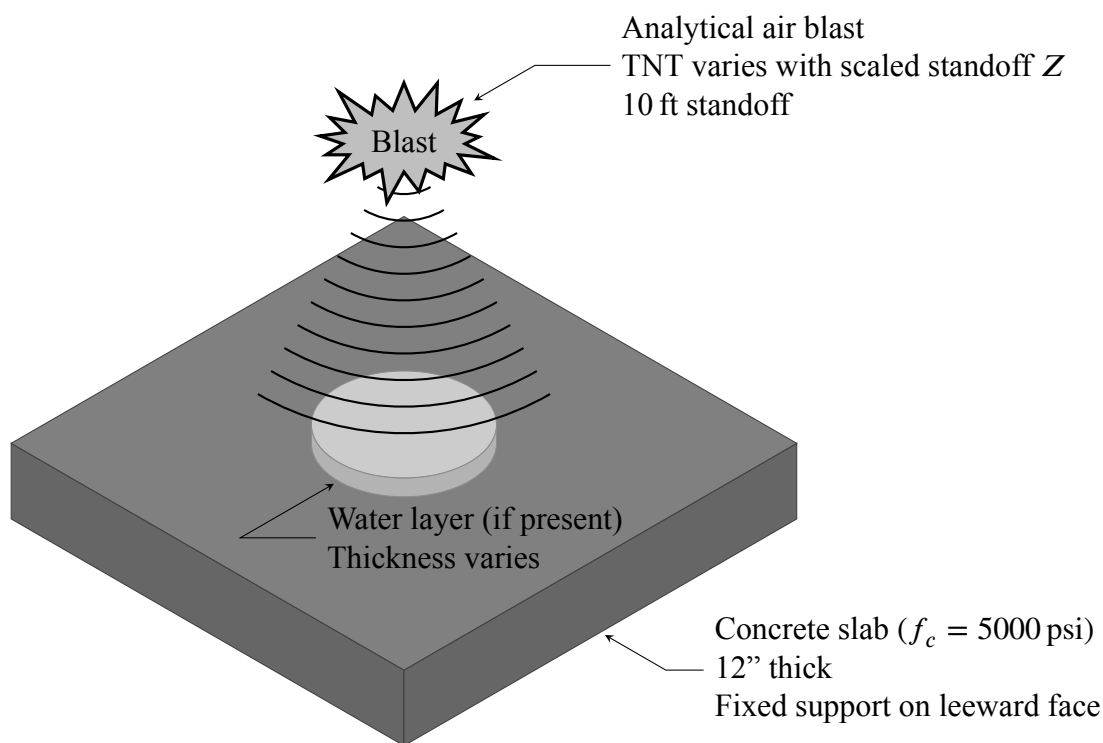 Analytical air blast
TNT varies with scaled standoff Z
10 ft standoff
Blast
Water layer (if present)
Thickness varies
Concrete slab (f_c = 5000 psi)
12” thick
Fixed support on leeward face